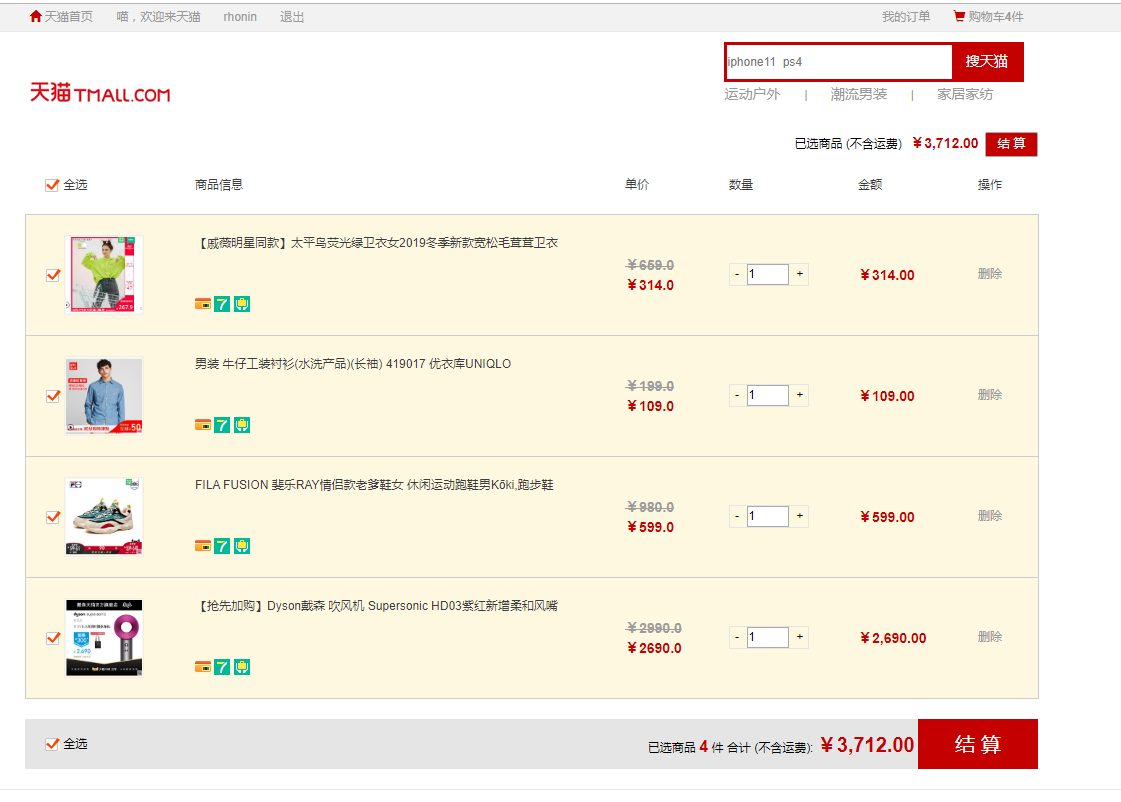 天猫首页 喵，欢迎来天猫 rhonin 退出 我的订单 购物车4件
iphone11 ps4 搜天猫
天猫 TMALL.COM
运动户外 | 潮流男装 | 家居家纺
已选商品 (不含运费) ￥3,712.00 结 算
全选 商品信息 单价 数量 金额 操作
【戚薇明星同款】太平鸟荧光绿卫衣女2019冬季新款宽松毛茸茸卫衣
￥659.0
￥314.0
- 1 + ￥314.00 删除
7
男装 牛仔工装衬衫(水洗产品)(长袖) 419017 优衣库UNIQLO
￥199.0
￥109.0
- 1 + ￥109.00 删除
7
FILA FUSION 斐乐RAY情侣款老爹鞋女 休闲运动跑鞋男Kōki,跑步鞋
￥980.0
￥599.0
- 1 + ￥599.00 删除
7
【抢先加购】Dyson戴森 吹风机 Supersonic HD03紫红新增柔和风嘴
￥2990.0
￥2690.0
- 1 + ￥2,690.00 删除
7
全选 已选商品 4 件 合计 (不含运费): ￥3,712.00 结 算